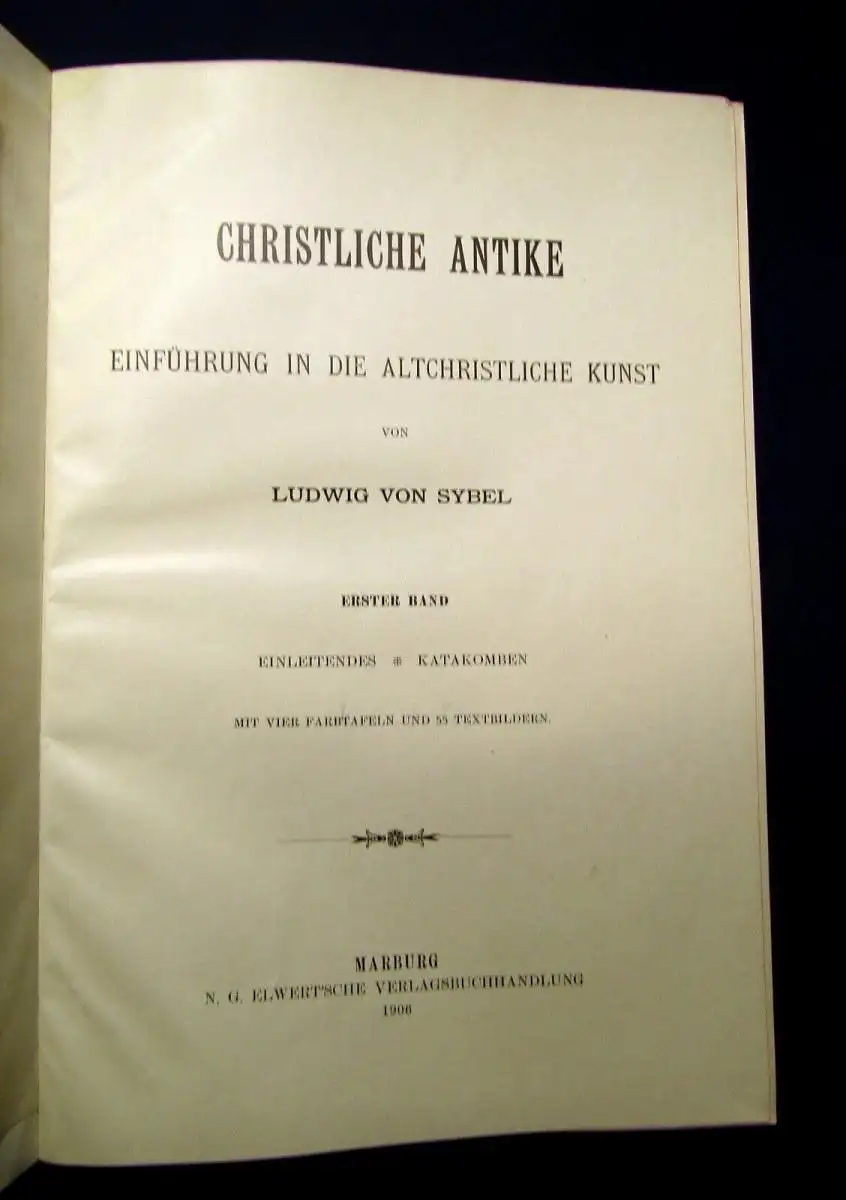 CHRISTLICHE ANTIKE
EINFÜHRUNG IN DIE ALTCHRISTLICHE KUNST
VON
LUDWIG VON SYBEL
ERSTER BAND
EINLEITENDES ⁜ KATAKOMBEN
MIT VIER FARBTAFELN UND 55 TEXTBILDERN.
MARBURG
N. G. ELWERT'SCHE VERLAGSBUCHHANDLUNG
1906